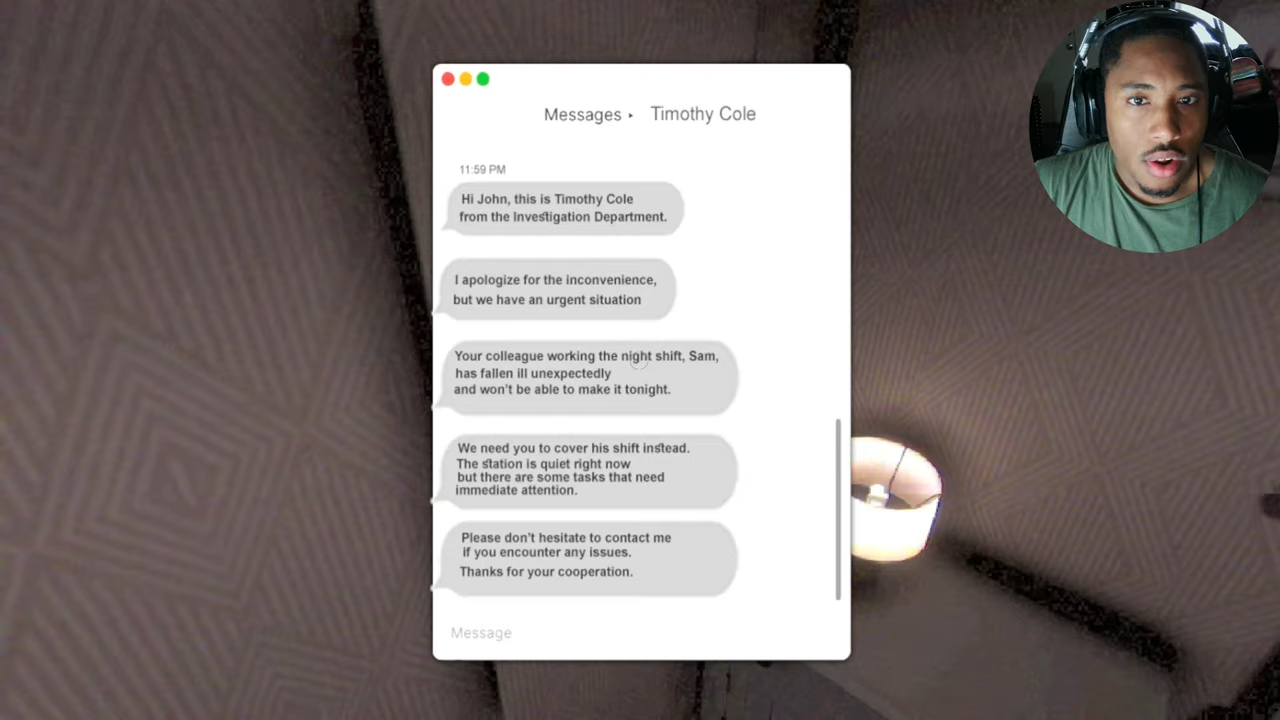 Messages ▸ Timothy Cole
11:59 PM
Hi John, this is Timothy Cole
from the Investigation Department.
I apologize for the inconvenience,
but we have an urgent situation
Your colleague working the night shift, Sam,
has fallen ill unexpectedly
and won't be able to make it tonight.
We need you to cover his shift instead.
The station is quiet right now
but there are some tasks that need
immediate attention.
Please don't hesitate to contact me
if you encounter any issues.
Thanks for your cooperation.
Message